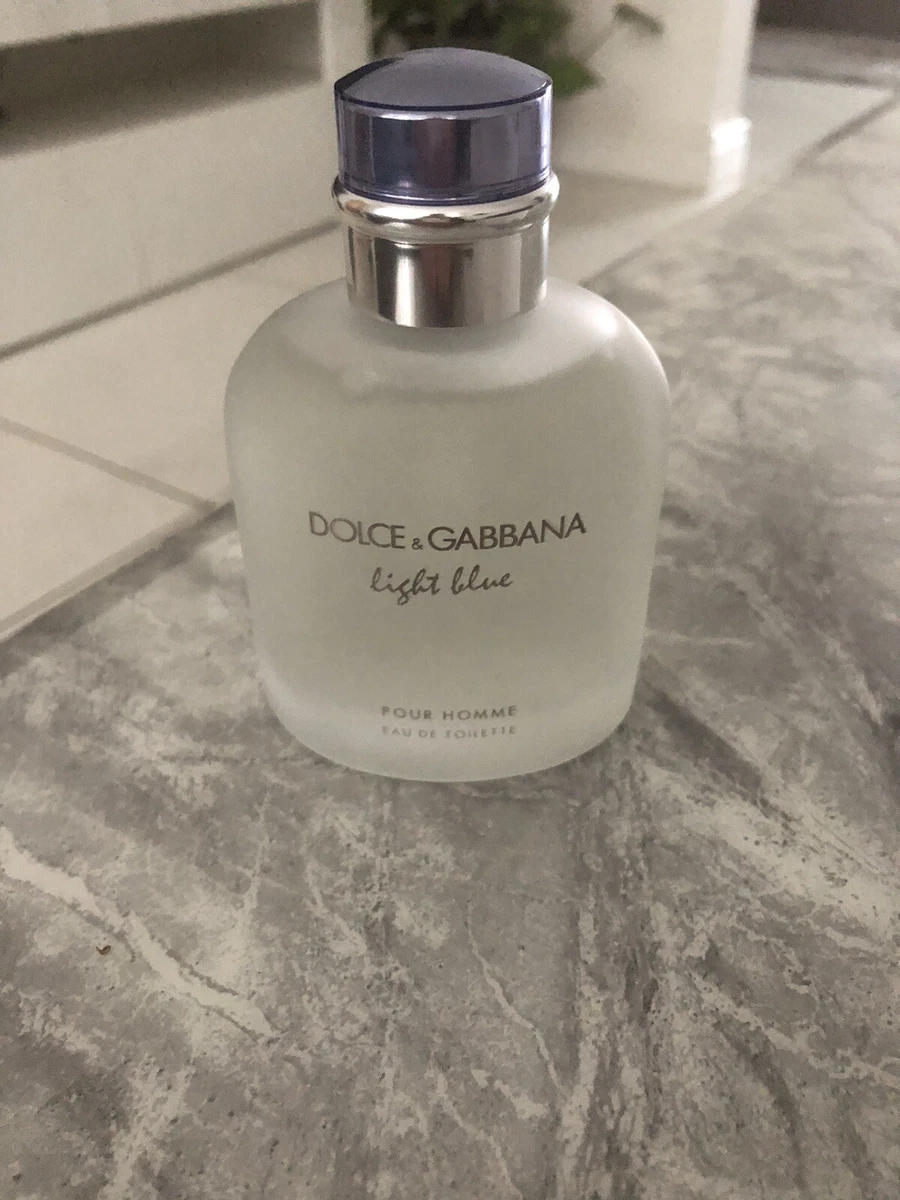 DOLCE & GABBANA
light blue
POUR HOMME
EAU DE TOILETTE